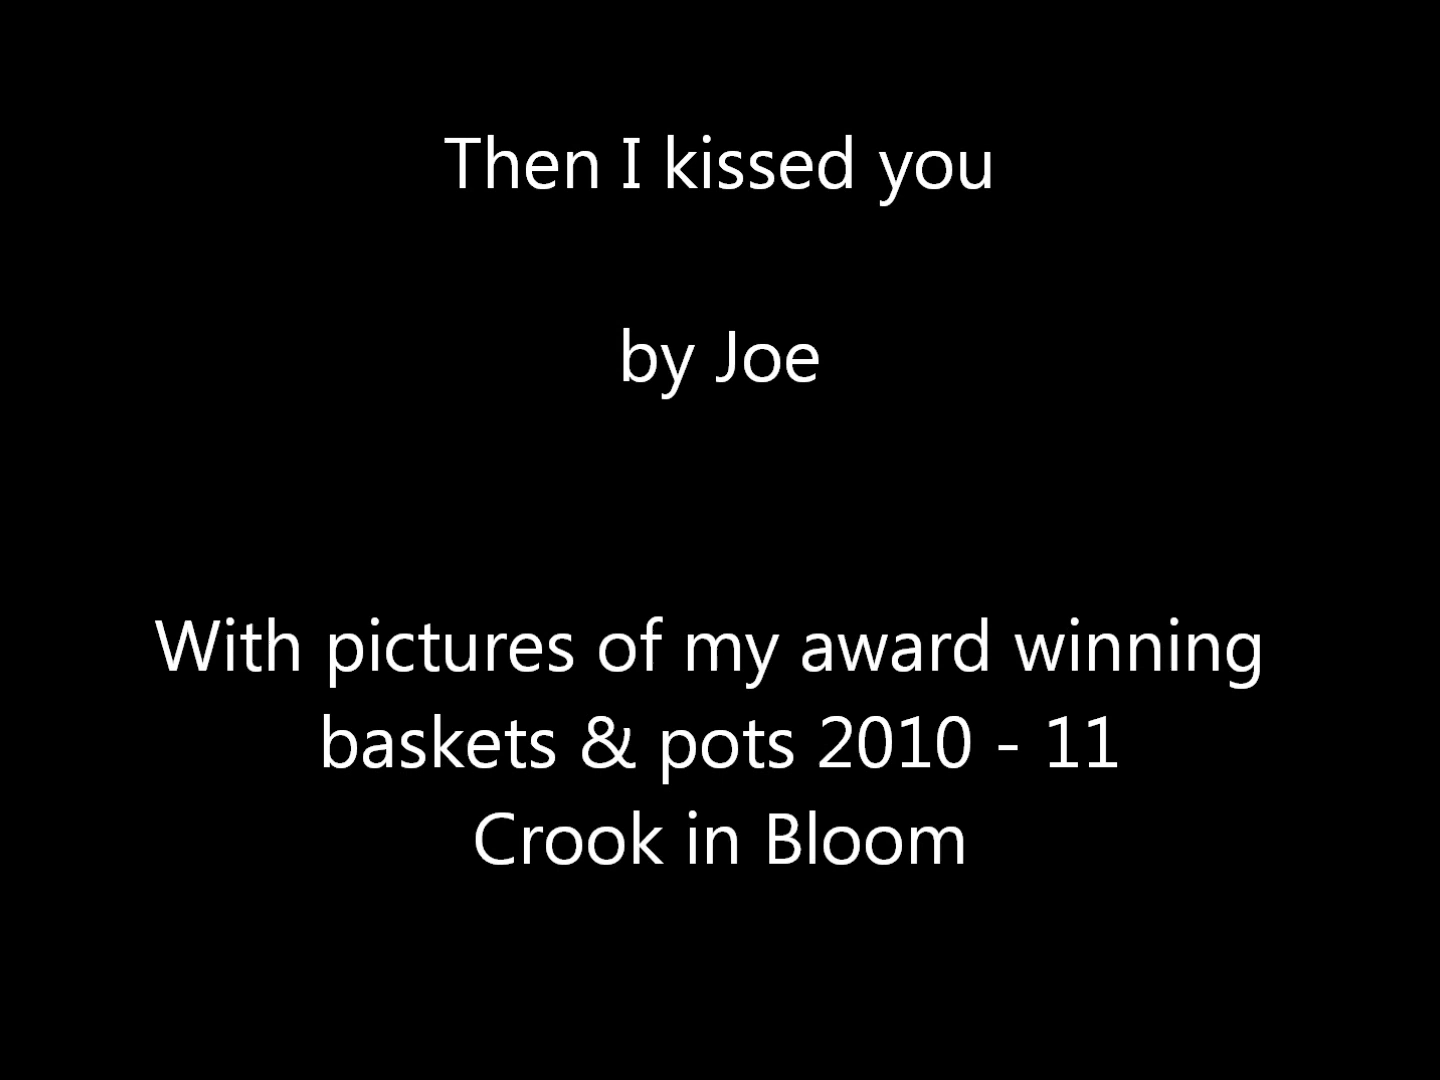 Then I kissed you
by Joe
With pictures of my award winning
baskets & pots 2010 - 11
Crook in Bloom